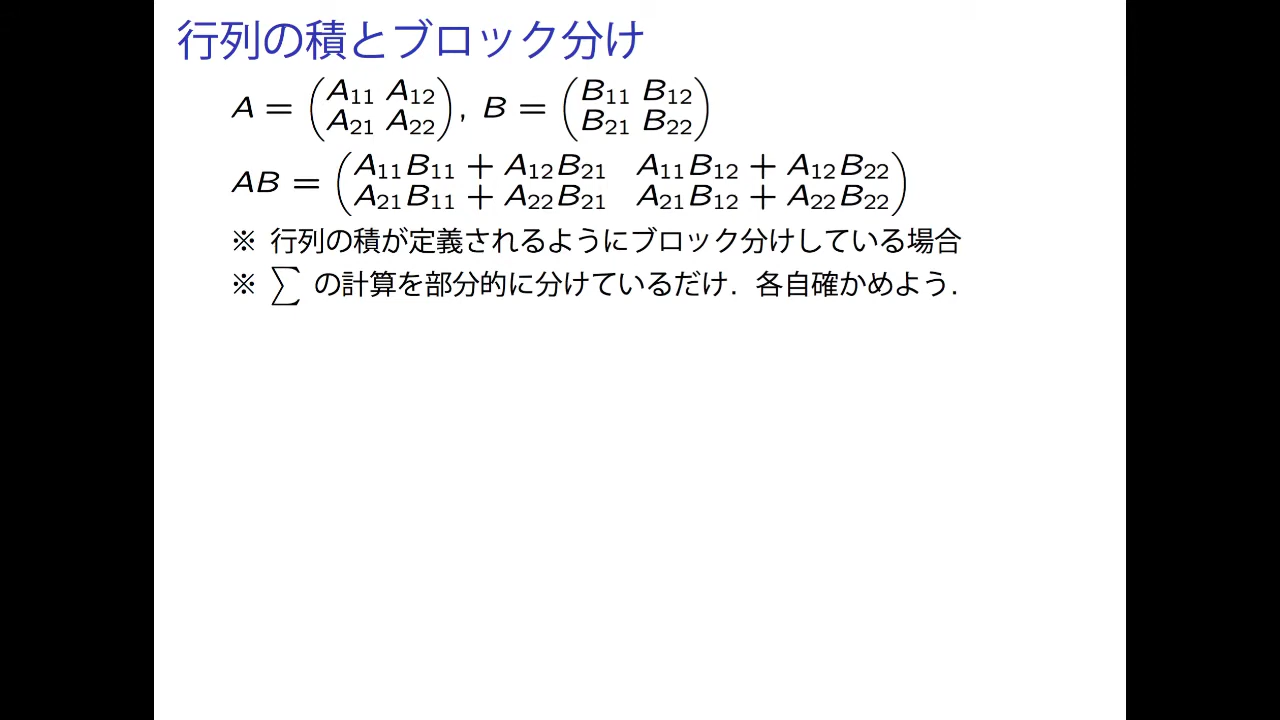 行列の積とブロック分け
A = (A₁₁ A₁₂
A₂₁ A₂₂), B = (B₁₁ B₁₂
B₂₁ B₂₂)
AB = (A₁₁B₁₁ + A₁₂B₂₁ A₁₁B₁₂ + A₁₂B₂₂
A₂₁B₁₁ + A₂₂B₂₁ A₂₁B₁₂ + A₂₂B₂₂)
※ 行列の積が定義されるようにブロック分けしている場合
※ ∑ の計算を部分的に分けているだけ. 各自確かめよう.